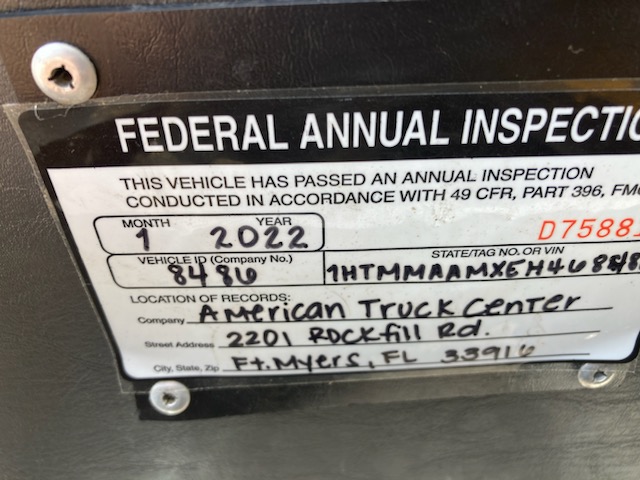 FEDERAL ANNUAL INSPECTIO
THIS VEHICLE HAS PASSED AN ANNUAL INSPECTION
CONDUCTED IN ACCORDANCE WITH 49 CFR, PART 396, FMC
MONTH YEAR
1 2022 D7588
VEHICLE ID (Company No.) STATE/TAG NO. OR VIN
8486
LOCATION OF RECORDS:
Company American Truck Center
Street Address 2201 Rockfill Rd.
City, State, Zip Ft. Myers, FL 33916